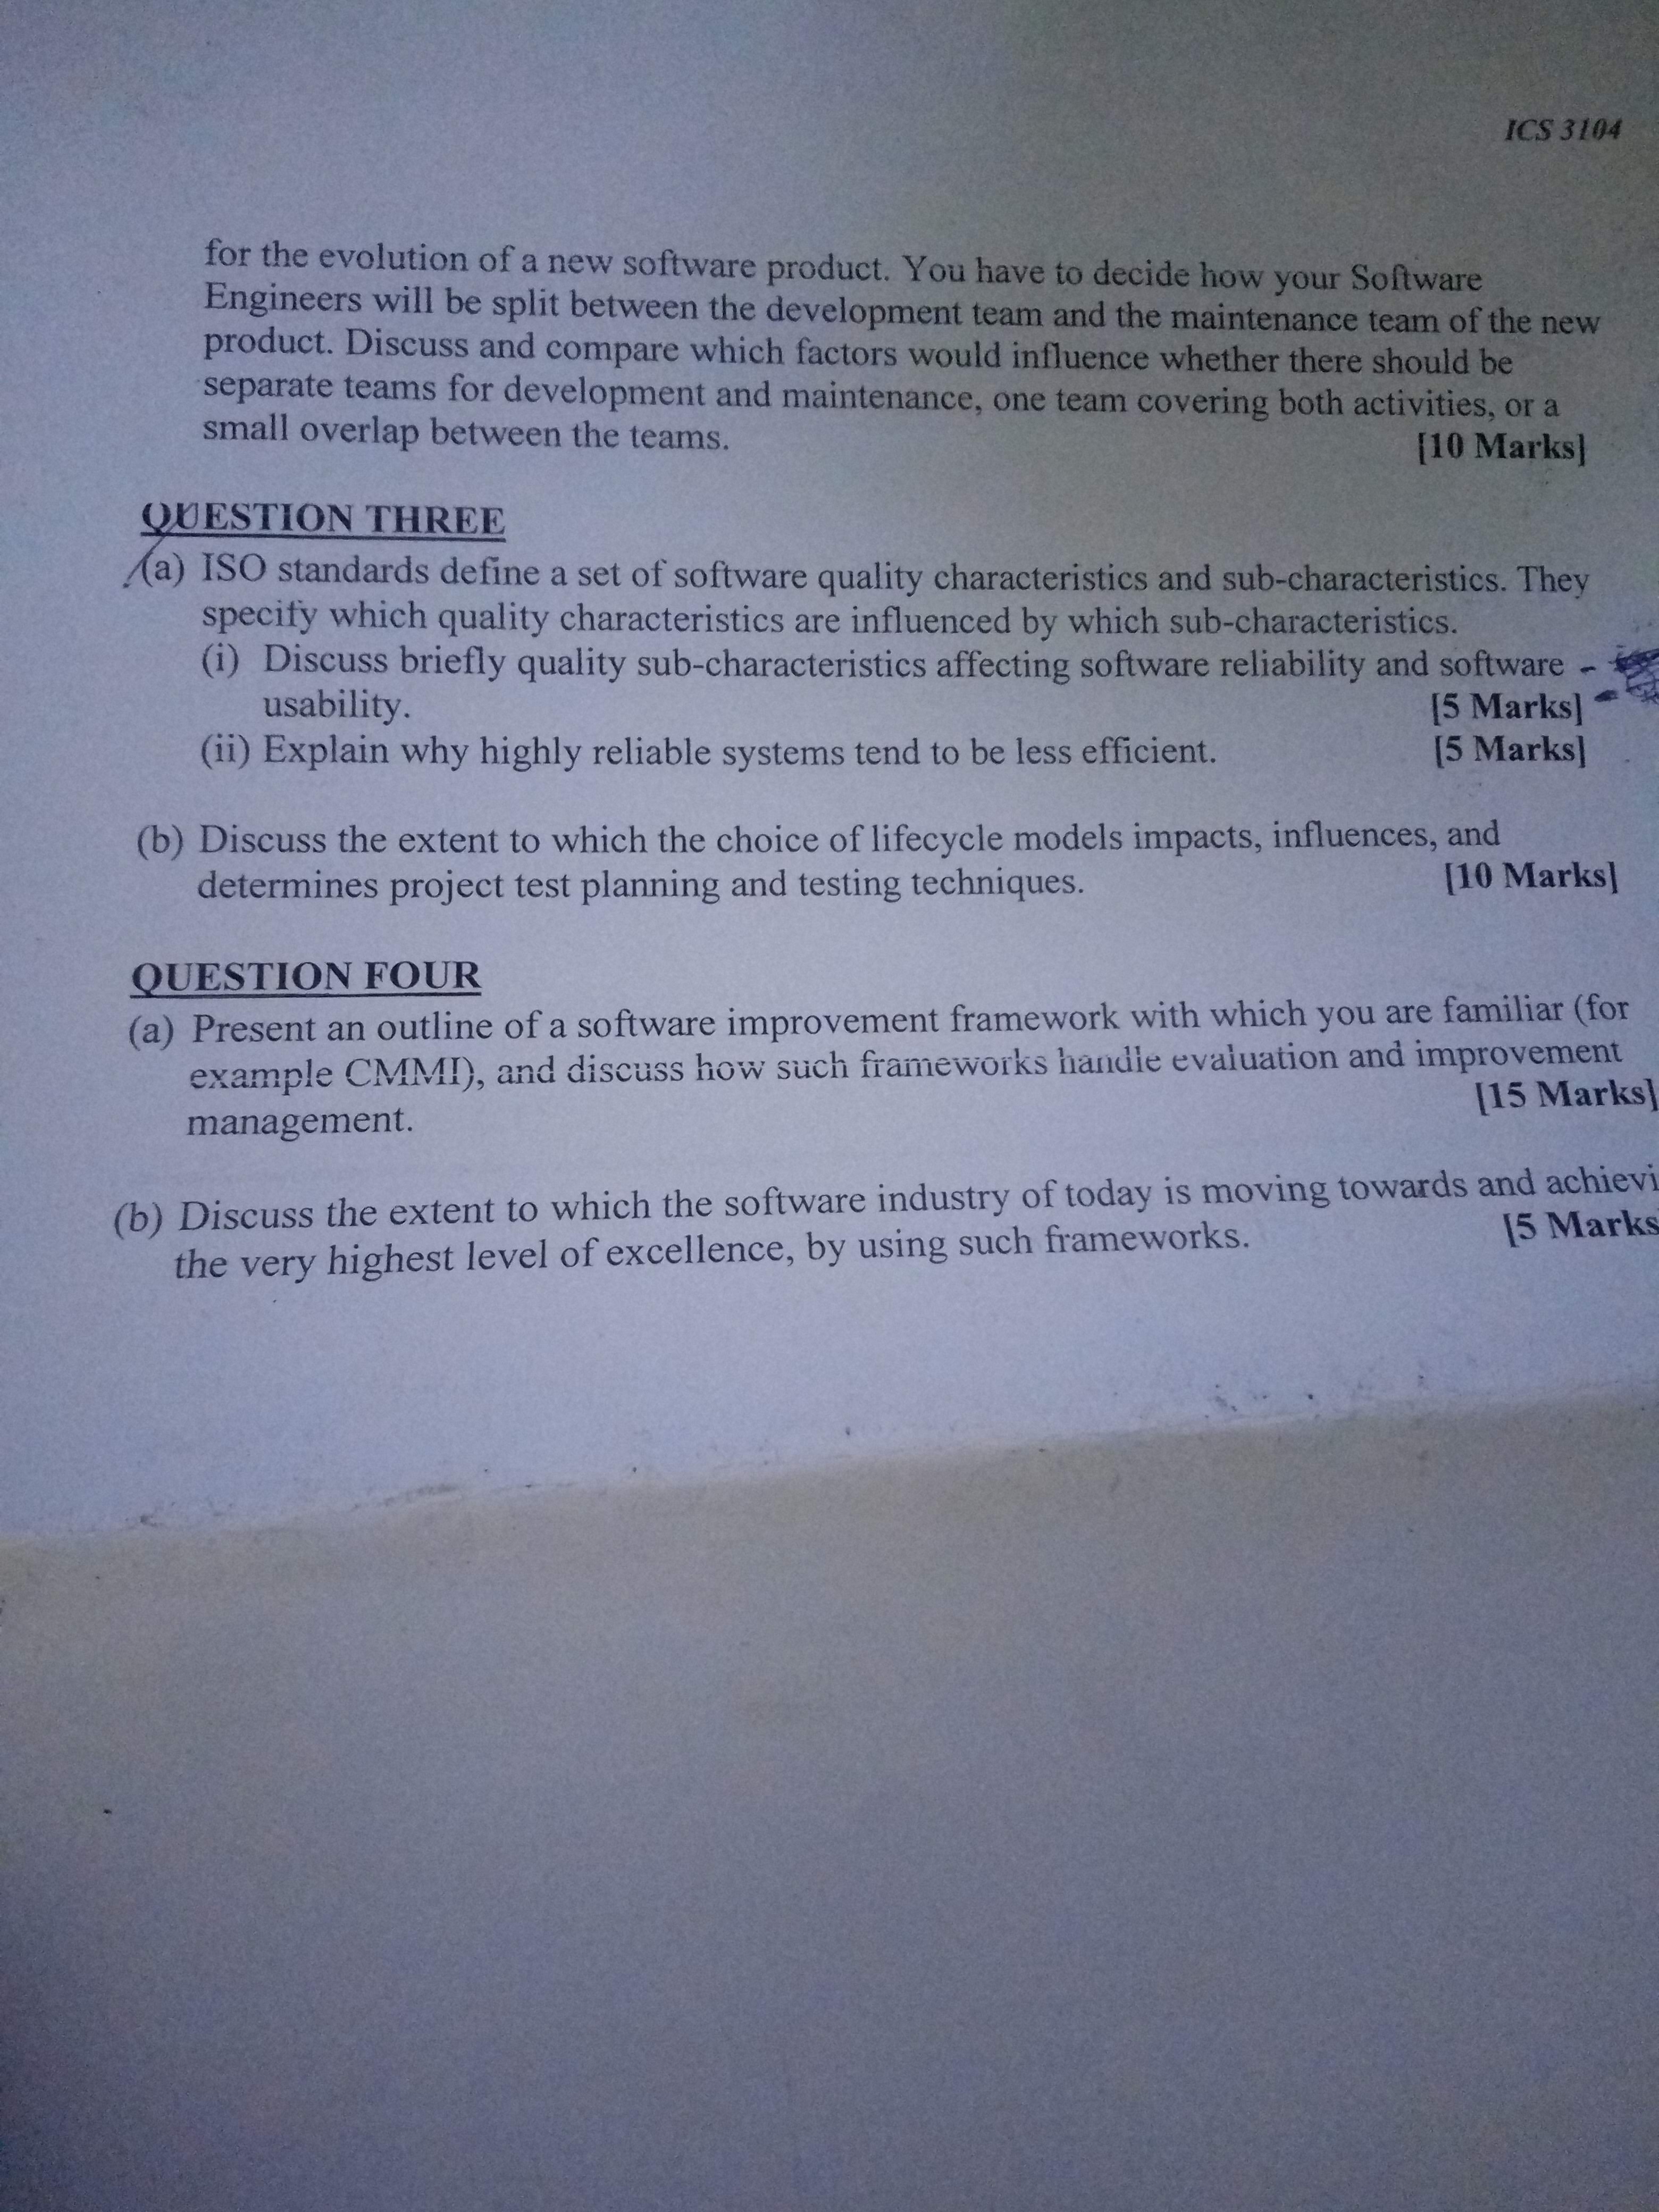 ICS 3104
for the evolution of a new software product. You have to decide how your Software
Engineers will be split between the development team and the maintenance team of the new
product. Discuss and compare which factors would influence whether there should be
separate teams for development and maintenance, one team covering both activities, or a
small overlap between the teams. [10 Marks]
QUESTION THREE
(a) ISO standards define a set of software quality characteristics and sub-characteristics. They
specify which quality characteristics are influenced by which sub-characteristics.
(i) Discuss briefly quality sub-characteristics affecting software reliability and software
usability. [5 Marks]
(ii) Explain why highly reliable systems tend to be less efficient. [5 Marks]
(b) Discuss the extent to which the choice of lifecycle models impacts, influences, and
determines project test planning and testing techniques. [10 Marks]
QUESTION FOUR
(a) Present an outline of a software improvement framework with which you are familiar (for
example CMMI), and discuss how such frameworks handle evaluation and improvement
management. [15 Marks]
(b) Discuss the extent to which the software industry of today is moving towards and achievi
the very highest level of excellence, by using such frameworks. [5 Marks